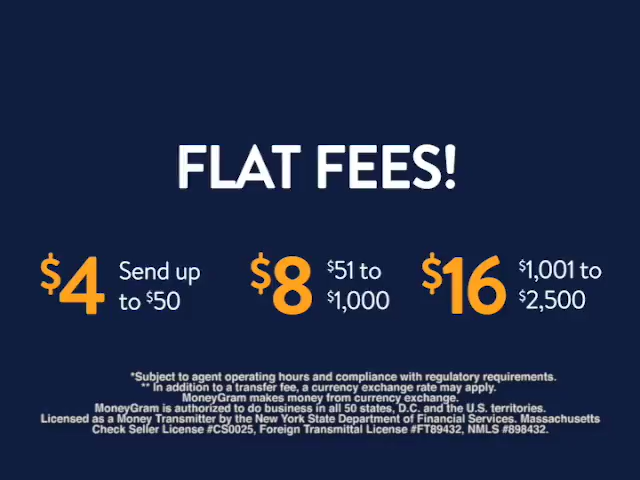 FLAT FEES!
$4 Send up to $50
$8 $51 to $1,000
$16 $1,001 to $2,500
*Subject to agent operating hours and compliance with regulatory requirements.
** In addition to a transfer fee, a currency exchange rate may apply.
MoneyGram makes money from currency exchange.
MoneyGram is authorized to do business in all 50 states, D.C. and the U.S. territories.
Licensed as a Money Transmitter by the New York State Department of Financial Services. Massachusetts
Check Seller License #CS0025, Foreign Transmittal License #FT89432, NMLS #898432.